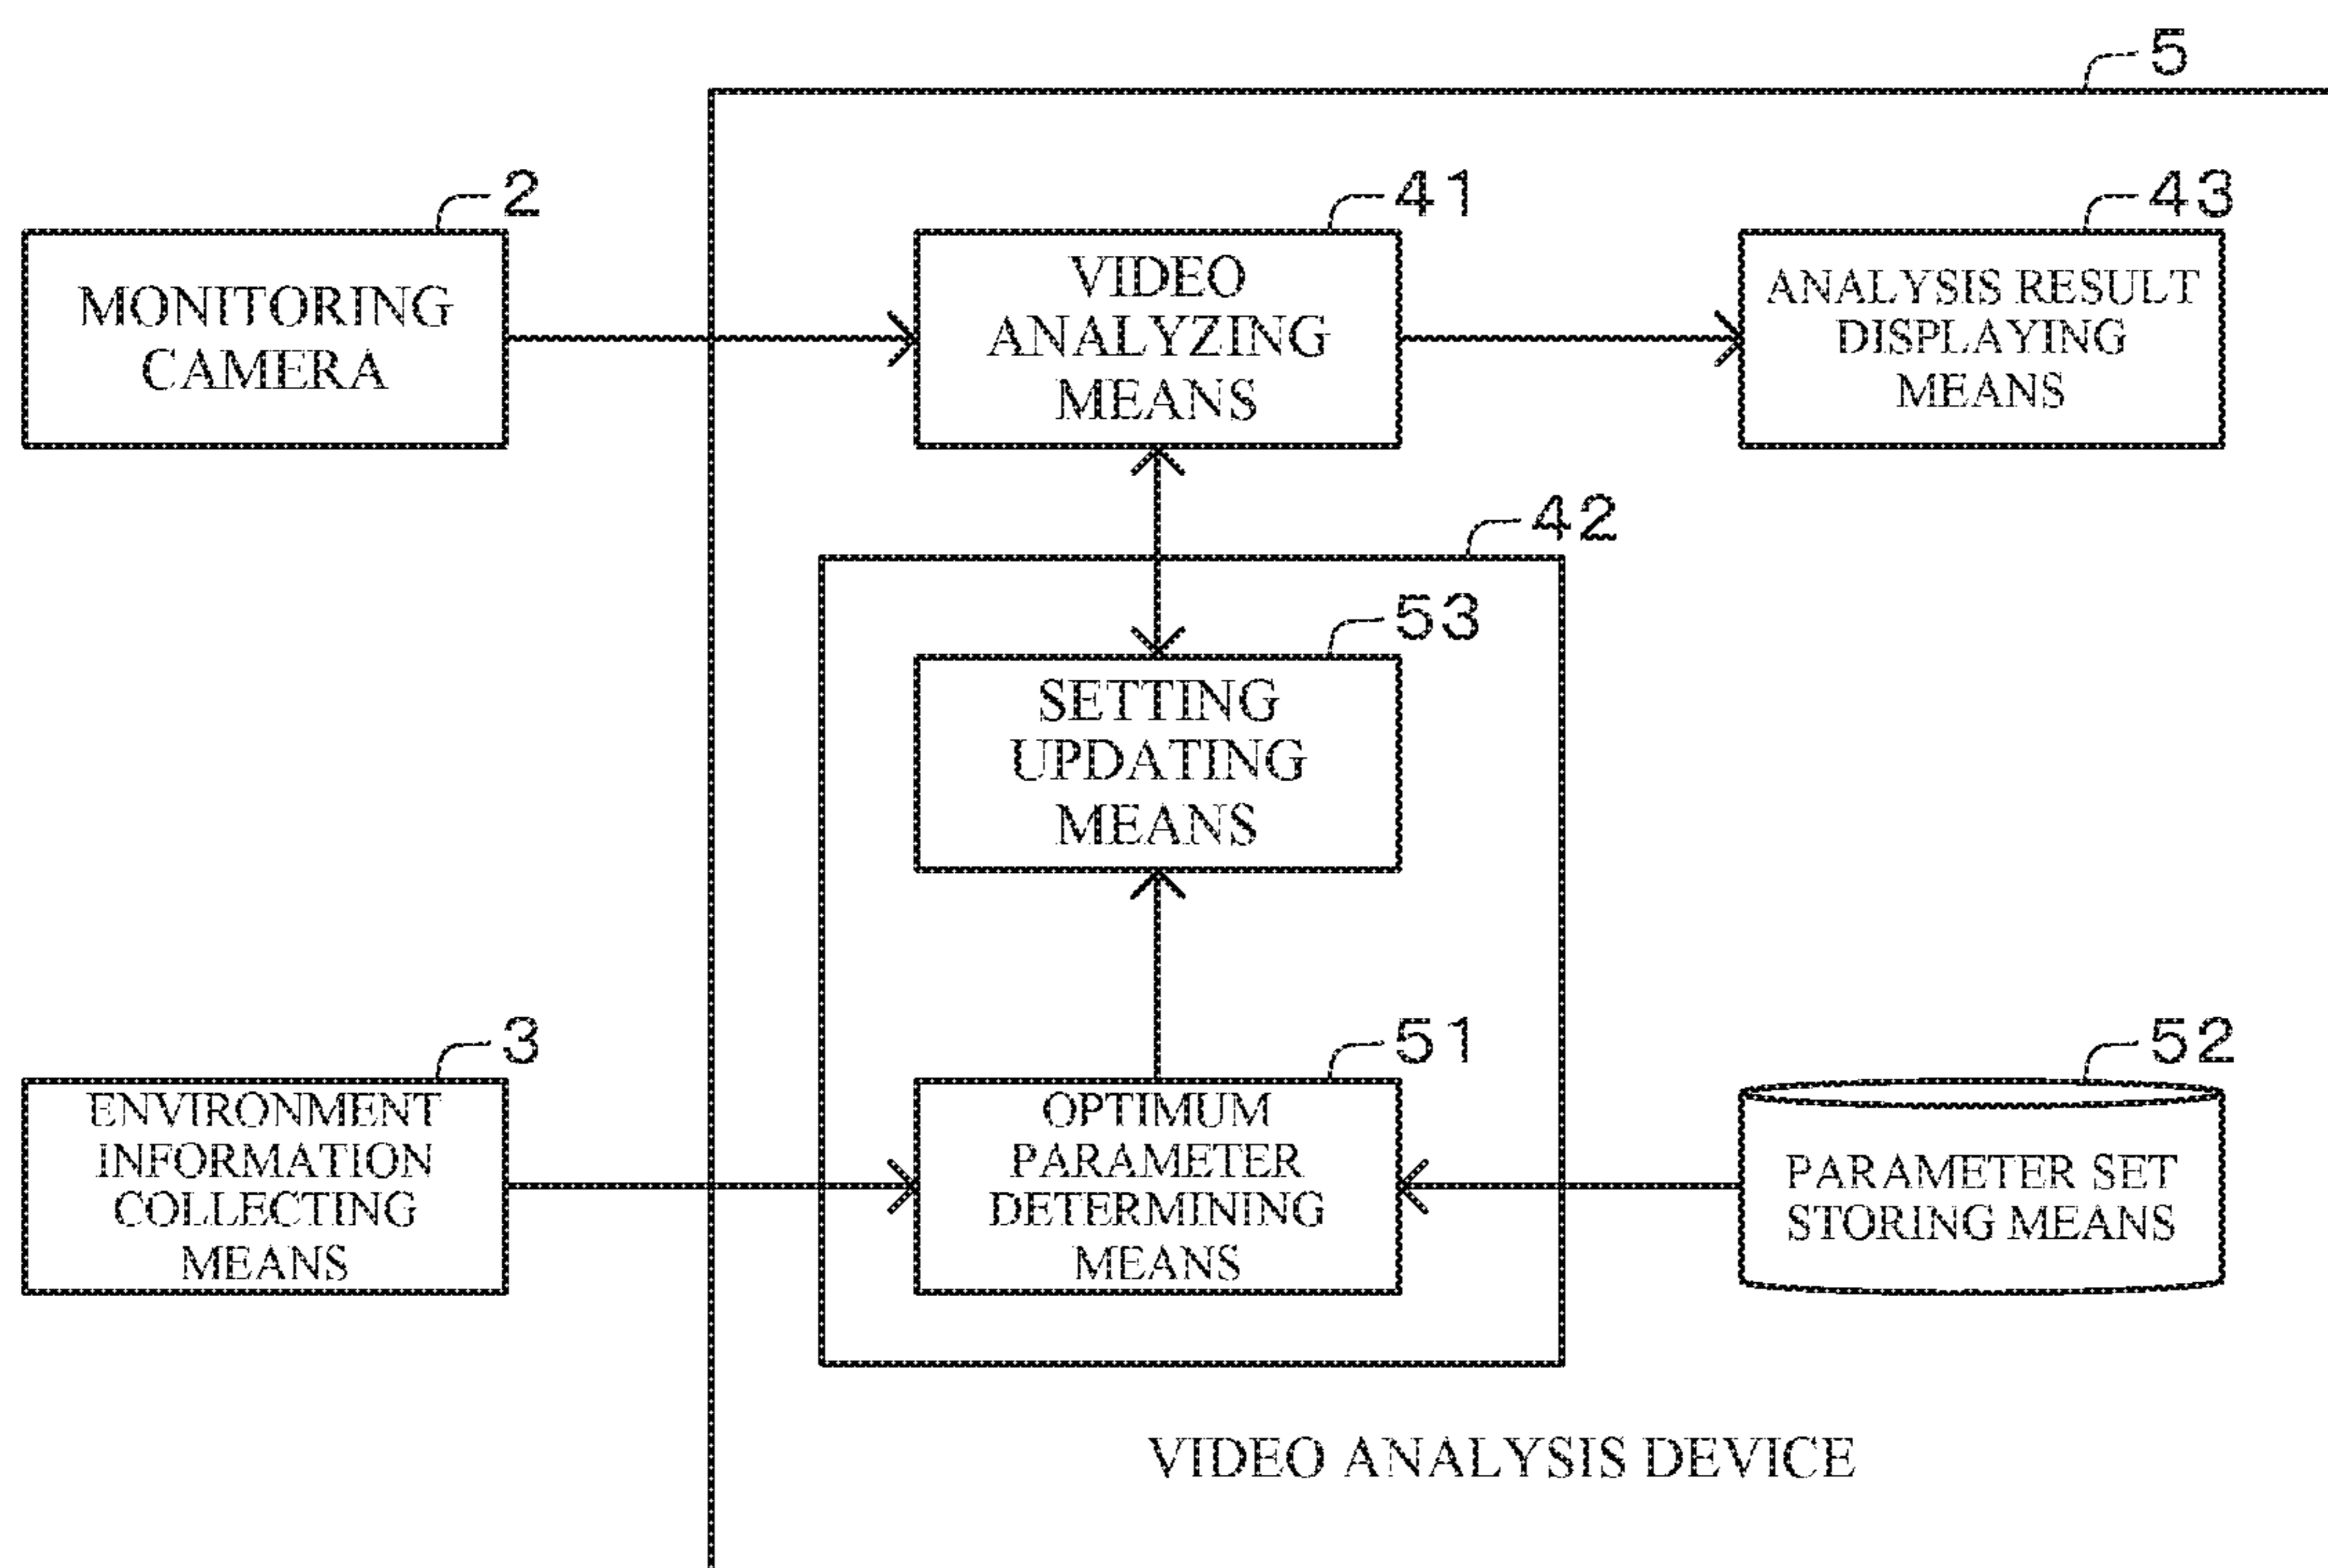 5
2
41
43
MONITORING
CAMERA
VIDEO
ANALYZING
MEANS
ANALYSIS RESULT
DISPLAYING
MEANS
42
53
SETTING
UPDATING
MEANS
3
51
52
ENVIRONMENT
INFORMATION
COLLECTING
MEANS
OPTIMUM
PARAMETER
DETERMINING
MEANS
PARAMETER SET
STORING MEANS
VIDEO ANALYSIS DEVICE